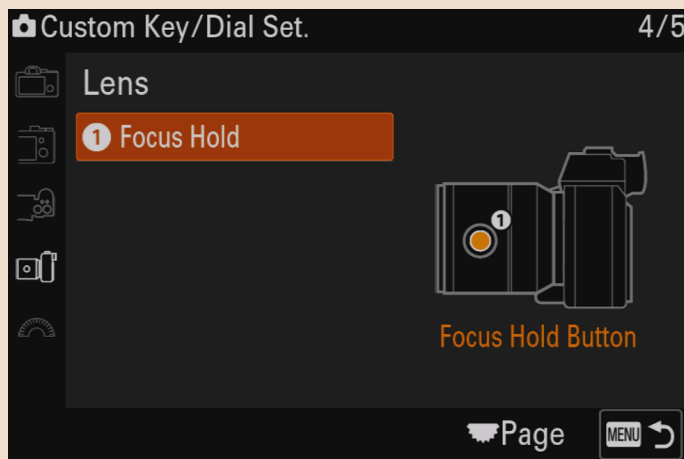 Custom Key/Dial Set. 4/5
Lens
1 Focus Hold
1
Focus Hold Button
Page MENU